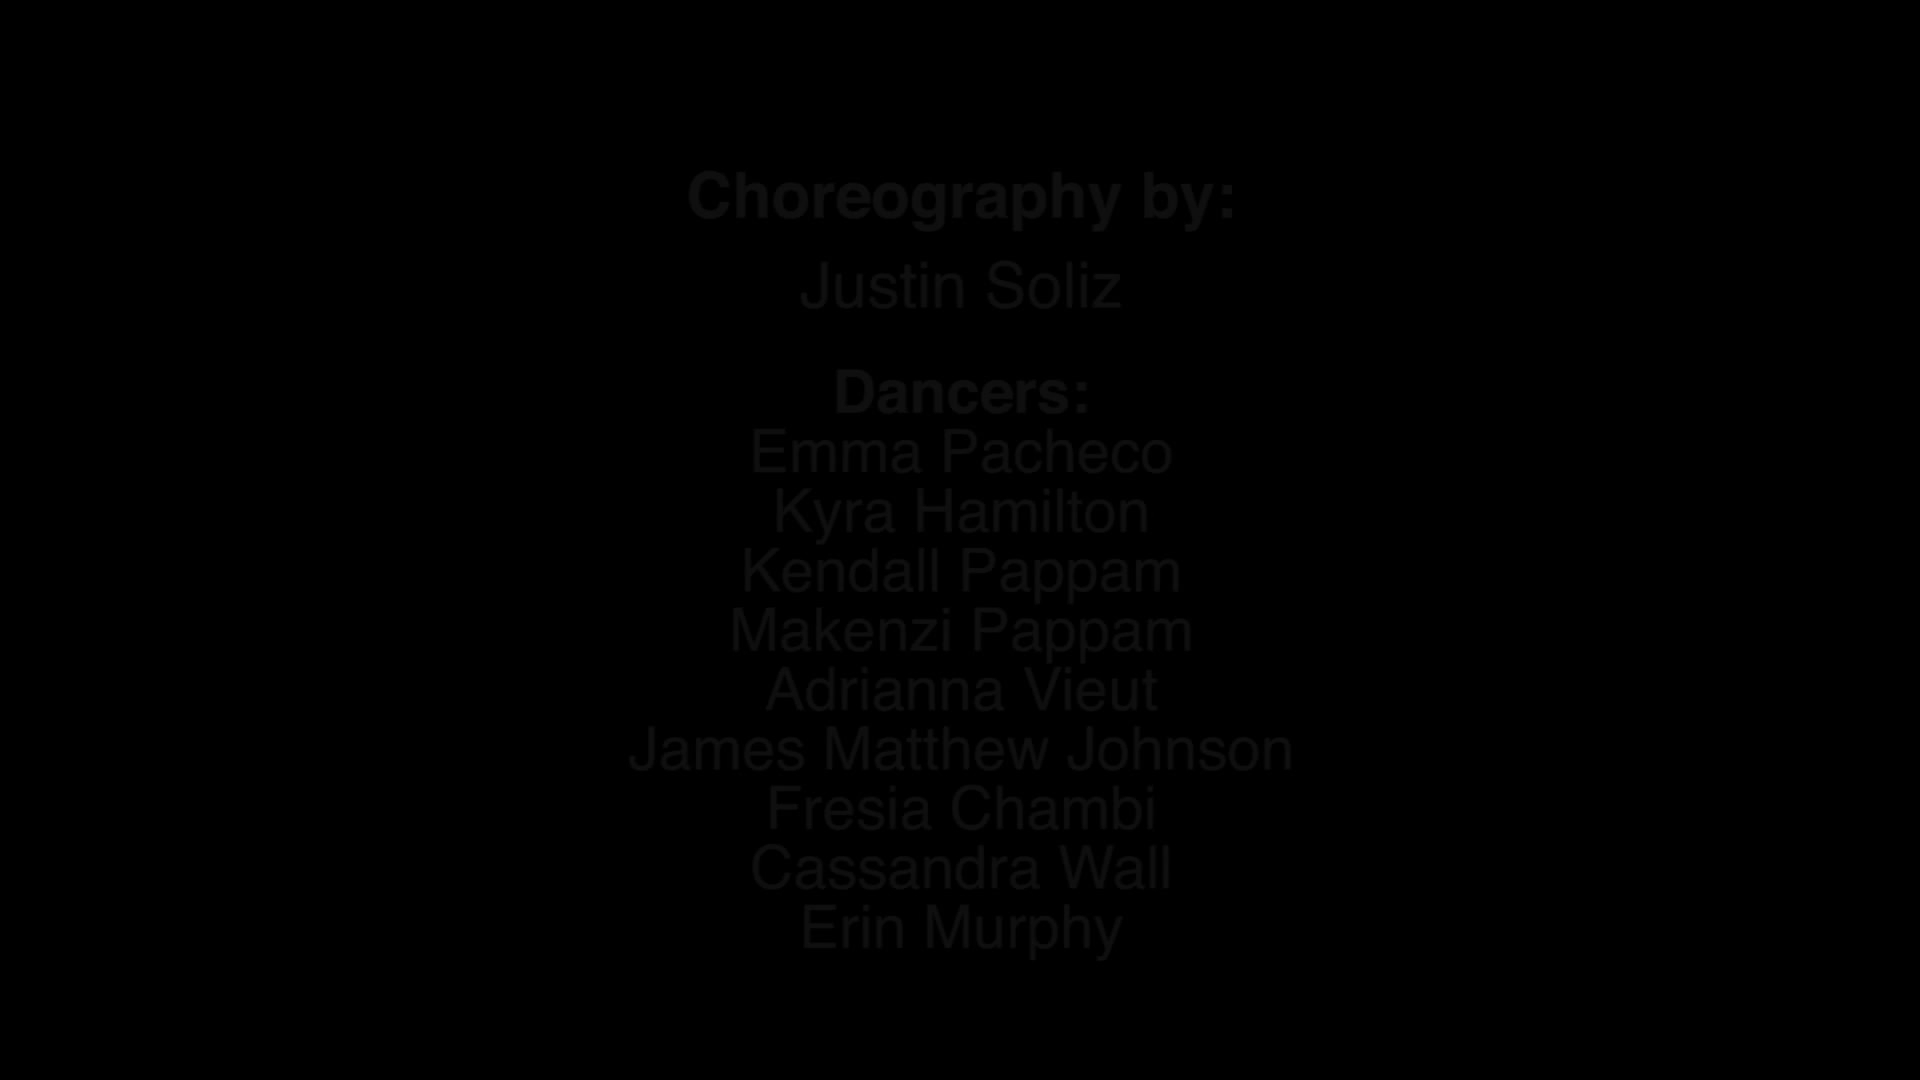 Choreography by:
Justin Soliz
Dancers:
Emma Pacheco
Kyra Hamilton
Kendall Pappam
Makenzi Pappam
Adrianna Vieut
James Matthew Johnson
Fresia Chambi
Cassandra Wall
Erin Murphy